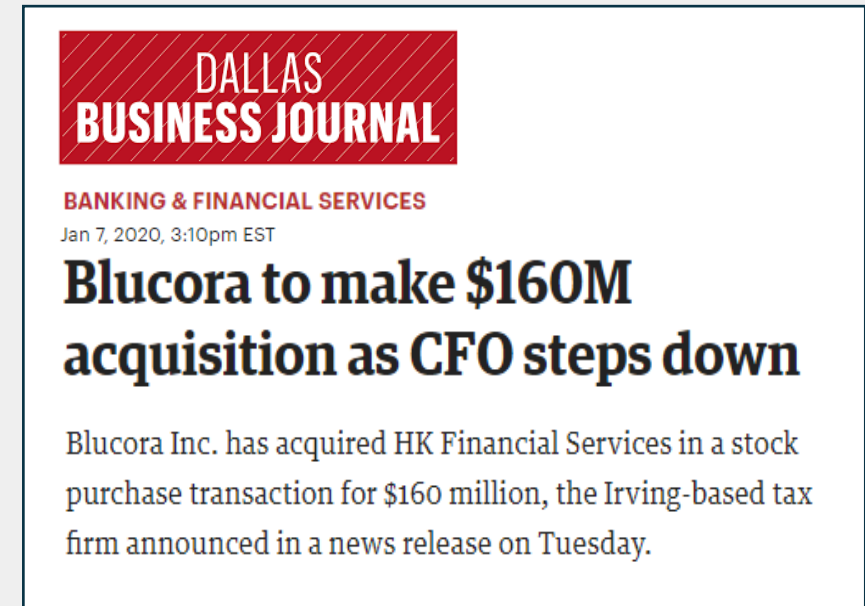 DALLAS
BUSINESS JOURNAL
BANKING & FINANCIAL SERVICES
Jan 7, 2020, 3:10pm EST
Blucora to make $160M
acquisition as CFO steps down
Blucora Inc. has acquired HK Financial Services in a stock
purchase transaction for $160 million, the Irving-based tax
firm announced in a news release on Tuesday.